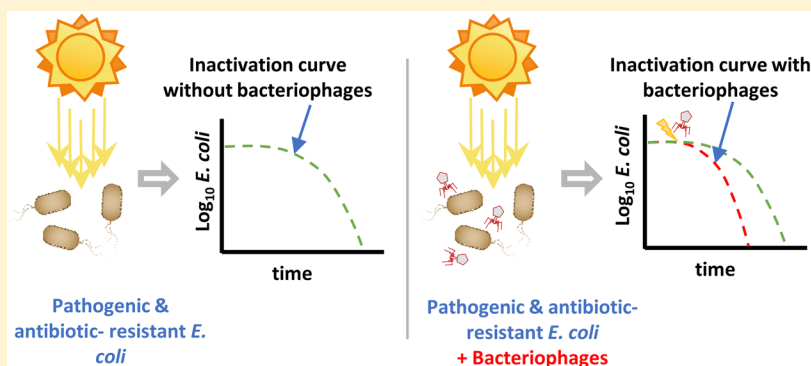 Inactivation curve
without bacteriophages
Log10 E. coli
time
Pathogenic &
antibiotic- resistant E.
coli
Inactivation curve with
bacteriophages
Log10 E. coli
time
Pathogenic & antibiotic-
resistant E. coli
+ Bacteriophages